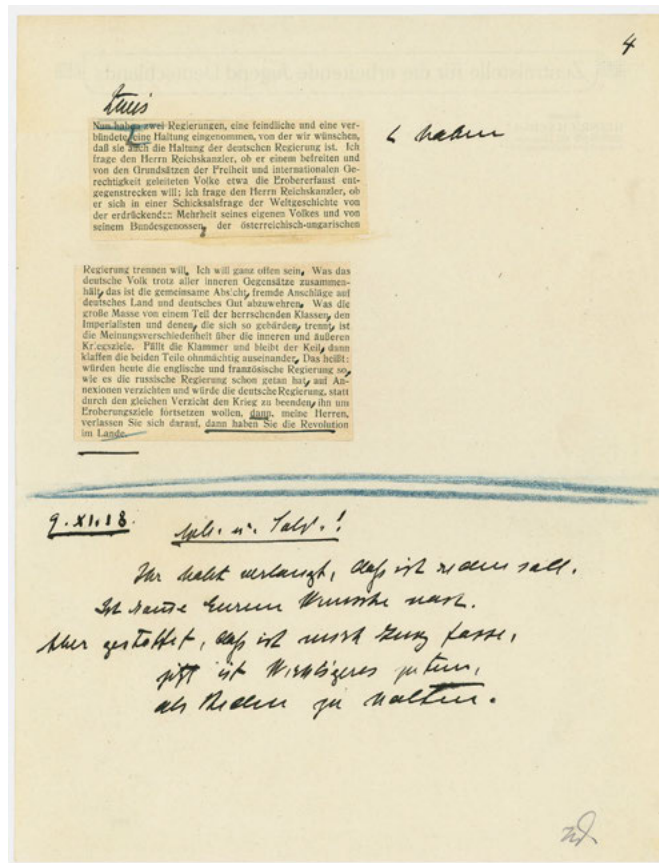 4
Nun haben zwei Regierungen, eine feindliche und eine ver-
bündete, eine Haltung eingenommen, von der wir wünschen, haben
daß sie auch die Haltung der deutschen Regierung ist. Ich
frage den Herrn Reichskanzler, ob er einem befreiten und
von den Grundsätzen der Freiheit und internationalen Ge-
rechtigkeit geleiteten Volke etwa die Erobererfaust ent-
gegenstrecken will; ich frage den Herrn Reichskanzler, ob
er sich in einer Schicksalsfrage der Weltgeschichte von
der erdrückenden Mehrheit seines eigenen Volkes und von
seinem Bundesgenossen, der österreichisch-ungarischen
Regierung trennen will. Ich will ganz offen sein. Was das
deutsche Volk trotz aller inneren Gegensätze zusammen-
hält, das ist die gemeinsame Absicht, fremde Anschläge auf
deutsches Land und deutsches Gut abzuwehren. Was die
große Masse von einem Teil der herrschenden Klassen, den
Imperialisten und denen, die sich so gebärden, trennt, ist
die Meinungsverschiedenheit über die inneren und äußeren
Kriegsziele. Fällt die Klammer und bleibt der Keil, dann
klaffen die beiden Teile ohnmächtig auseinander. Das heißt:
würden heute die englische und französische Regierung so,
wie es die russische Regierung schon getan hat, auf An-
nexionen verzichten und würde die deutsche Regierung, statt
durch den gleichen Verzicht den Krieg zu beenden, ihn um
Eroberungsziele fortsetzen wollen, dann, meine Herren,
verlassen Sie sich darauf, dann haben Sie die Revolution
im Lande.
9.XI.18. Arb. u. Sold.!
Ihr habt verlangt, daß ich reden soll.
Ich komme Eurem Wunsche nach.
Aber gestattet, daß ich mich kurz fasse,
jetzt ist Wichtigeres zu tun,
als Reden zu halten.